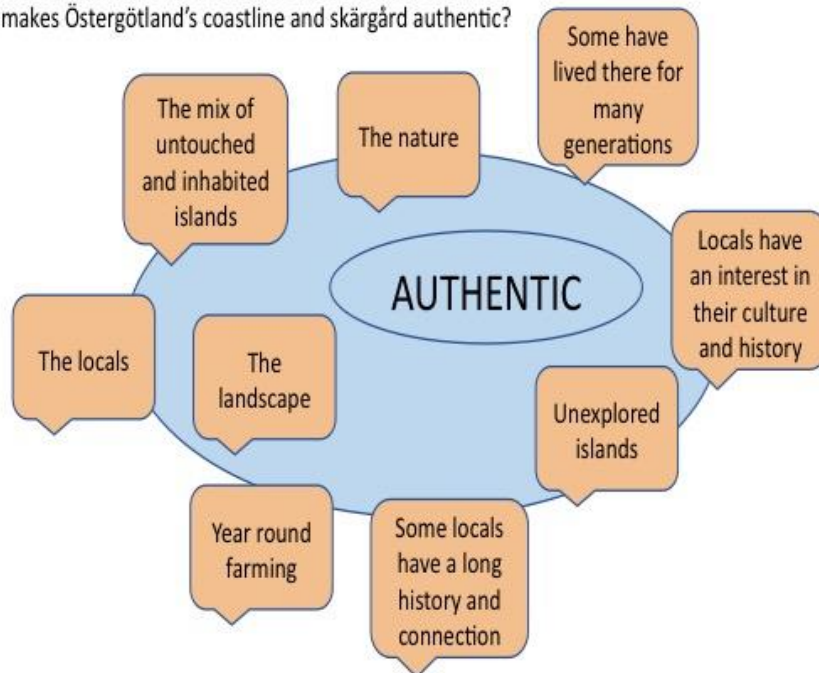 makes Östergötland's coastline and skärgård authentic?
Some have
lived there for
many
generations
The mix of
untouched
and inhabited
islands
The nature
Locals have
an interest in
their culture
and history
AUTHENTIC
The locals
The
landscape
Unexplored
islands
Year round
farming
Some locals
have a long
history and
connection